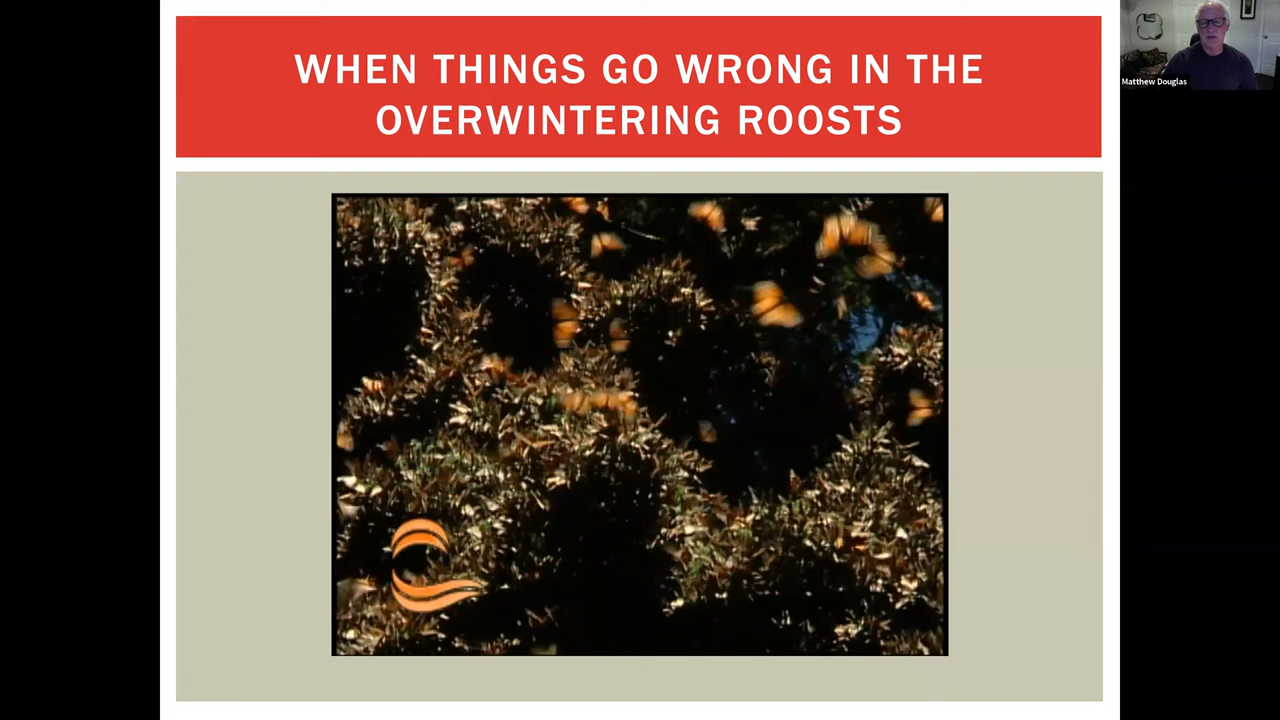 WHEN THINGS GO WRONG IN THE
OVERWINTERING ROOSTS
Matthew Douglas